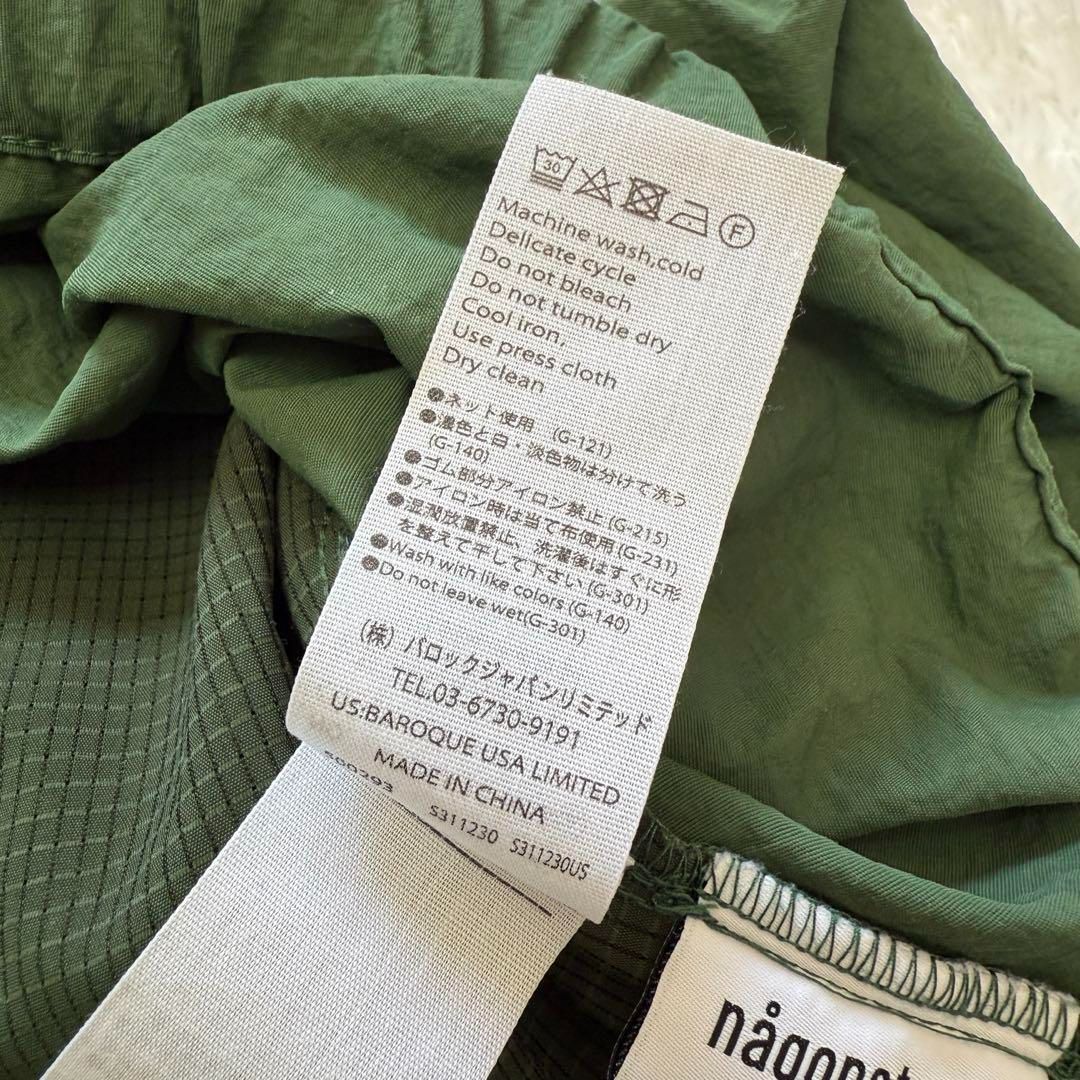 30
F
Machine wash,cold
Delicate cycle
Do not bleach
Do not tumble dry
Cool iron,
Use press cloth
Dry clean
●ネット使用 (G-121)
●濃色と白・淡色物は分けて洗う
(G-140)
●ゴム部分アイロン禁止(G-215)
●アイロン時は当て布使用(G-231)
●湿潤放置禁止、洗濯後はすぐに形
を整えて干して下さい(G-301)
●Wash with like colors (G-140)
●Do not leave wet(G-301)
(株) バロックジャパンリミテッド
TEL.03-6730-9191
US:BAROQUE USA LIMITED
MADE IN CHINA
S311230 S311230US